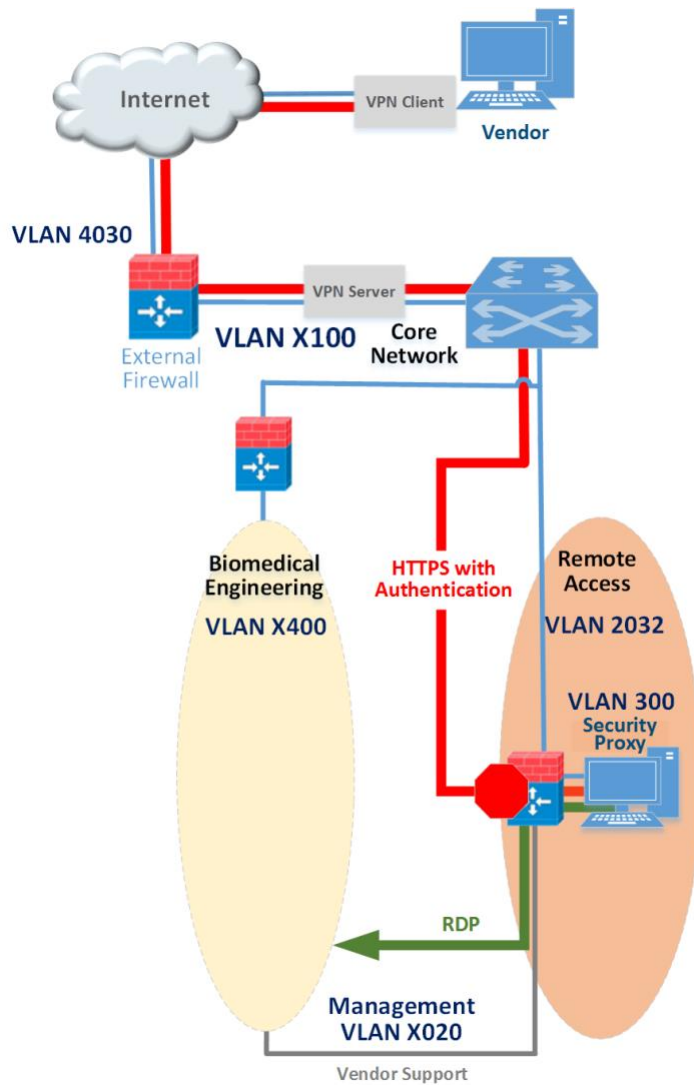 Internet
VPN Client
Vendor
VLAN 4030
VPN Server
VLAN X100
Core
Network
External
Firewall
Biomedical
Engineering
VLAN X400
HTTPS with
Authentication
Remote
Access
VLAN 2032
VLAN 300
Security
Proxy
RDP
Management
VLAN X020
Vendor Support